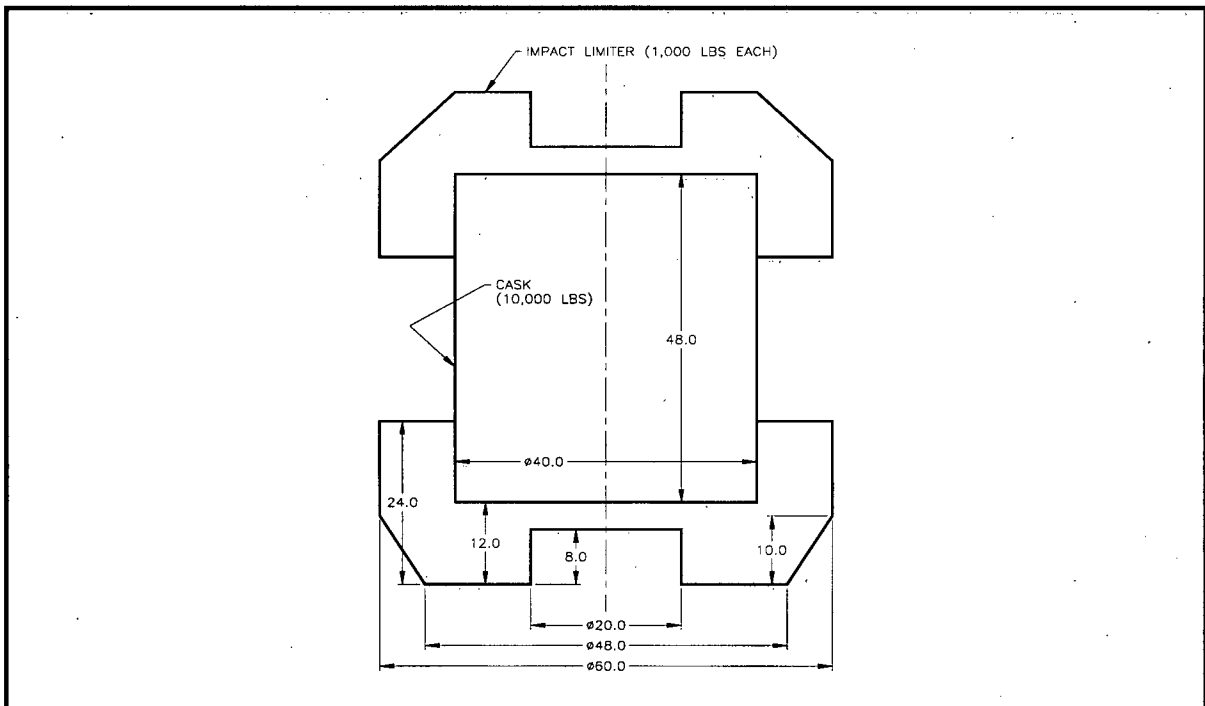 IMPACT LIMITER (1,000 LBS EACH)
CASK
(10,000 LBS)
48.0
ø40.0
24.0
12.0
8.0
10.0
ø20.0
ø48.0
ø60.0